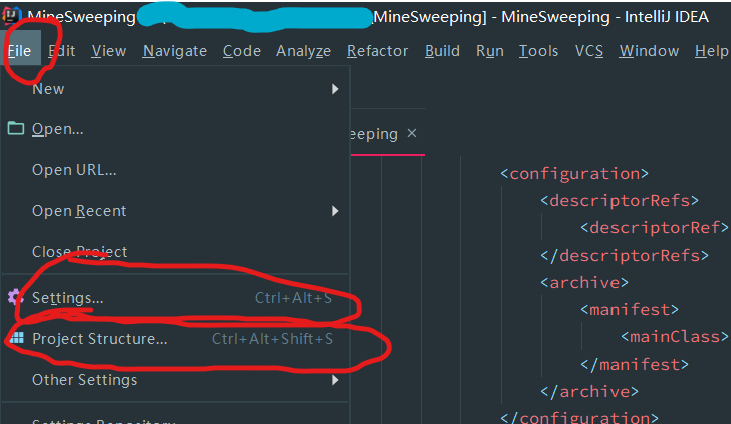 MineSweeping MineSweeping] - MineSweeping - IntelliJ IDEA
File Edit View Navigate Code Analyze Refactor Build Run Tools VCS Window Help
New
Open...
Open URL...
Open Recent
Close Project
Settings... Ctrl+Alt+S
Project Structure... Ctrl+Alt+Shift+S
Other Settings
Settings Repository
eeping ×
<configuration>
<descriptorRefs>
<descriptorRef>
</descriptorRefs>
<archive>
<manifest>
<mainClass>
</manifest>
</archive>
</configuration>